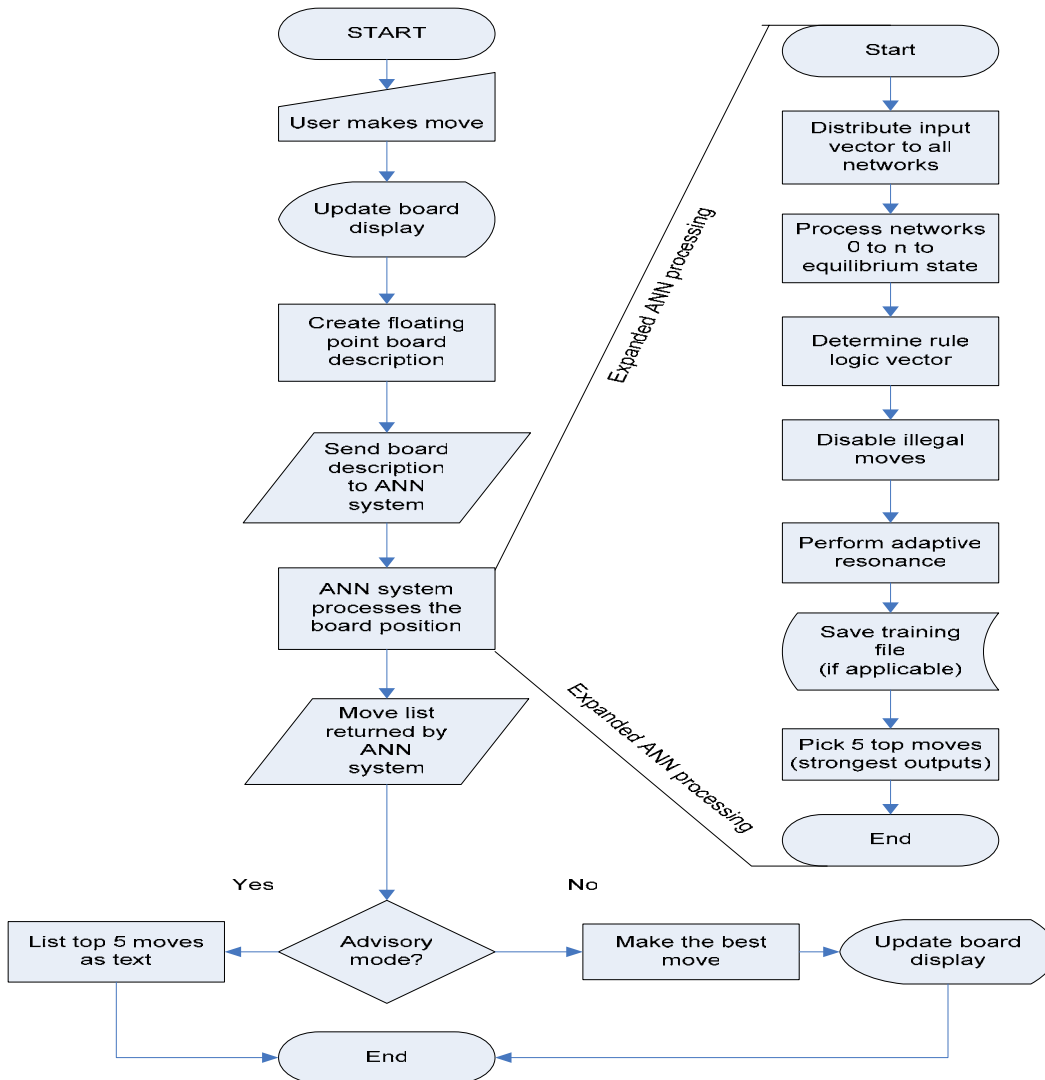 START
User makes move
Update board
display
Create floating
point board
description
Send board
description
to ANN
system
ANN system
processes the
board position
Move list
returned by
ANN
system
Yes
No
Advisory
mode?
List top 5 moves
as text
Make the best
move
Update board
display
End
Expanded ANN processing
Expanded ANN processing
Start
Distribute input
vector to all
networks
Process networks
0 to n to
equilibrium state
Determine rule
logic vector
Disable illegal
moves
Perform adaptive
resonance
Save training
file
(if applicable)
Pick 5 top moves
(strongest outputs)
End